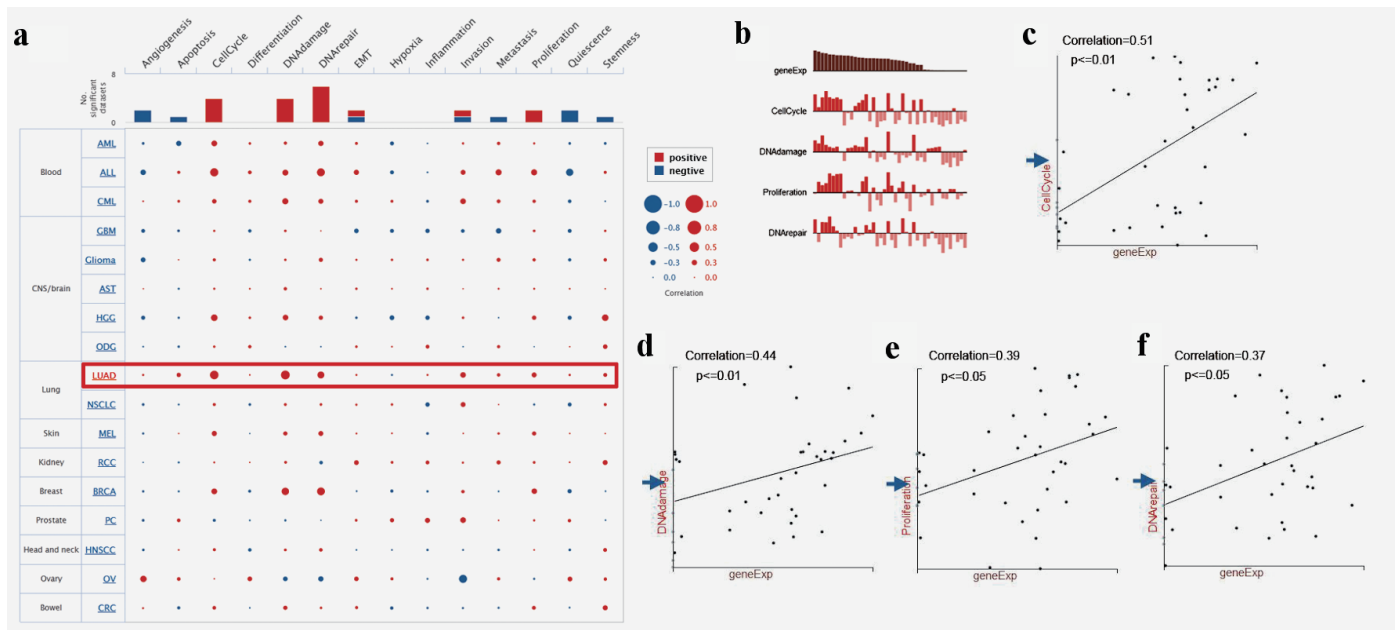 a
Angiogenesis
Apoptosis
CellCycle
Differentiation
DNAdamage
DNArepair
EMT
Hypoxia
Inflammation
Invasion
Metastasis
Proliferation
Quiescence
Stemness
No.
significant
datasets
8
0
Blood
AML
ALL
CML
CNS/brain
GBM
Glioma
AST
HGG
ODG
Lung
LUAD
NSCLC
Skin
MEL
Kidney
RCC
Breast
BRCA
Prostate
PC
Head and neck
HNSCC
Ovary
OV
Bowel
CRC
positive
negtive
-1.0 1.0
-0.8 0.8
-0.5 0.5
-0.3 0.3
0.0 0.0
Correlation
b
geneExp
CellCycle
DNAdamage
Proliferation
DNArepair
c
Correlation=0.51
p<=0.01
CellCycle
geneExp
d
Correlation=0.44
p<=0.01
DNAdamage
geneExp
e
Correlation=0.39
p<=0.05
Proliferation
geneExp
f
Correlation=0.37
p<=0.05
DNArepair
geneExp